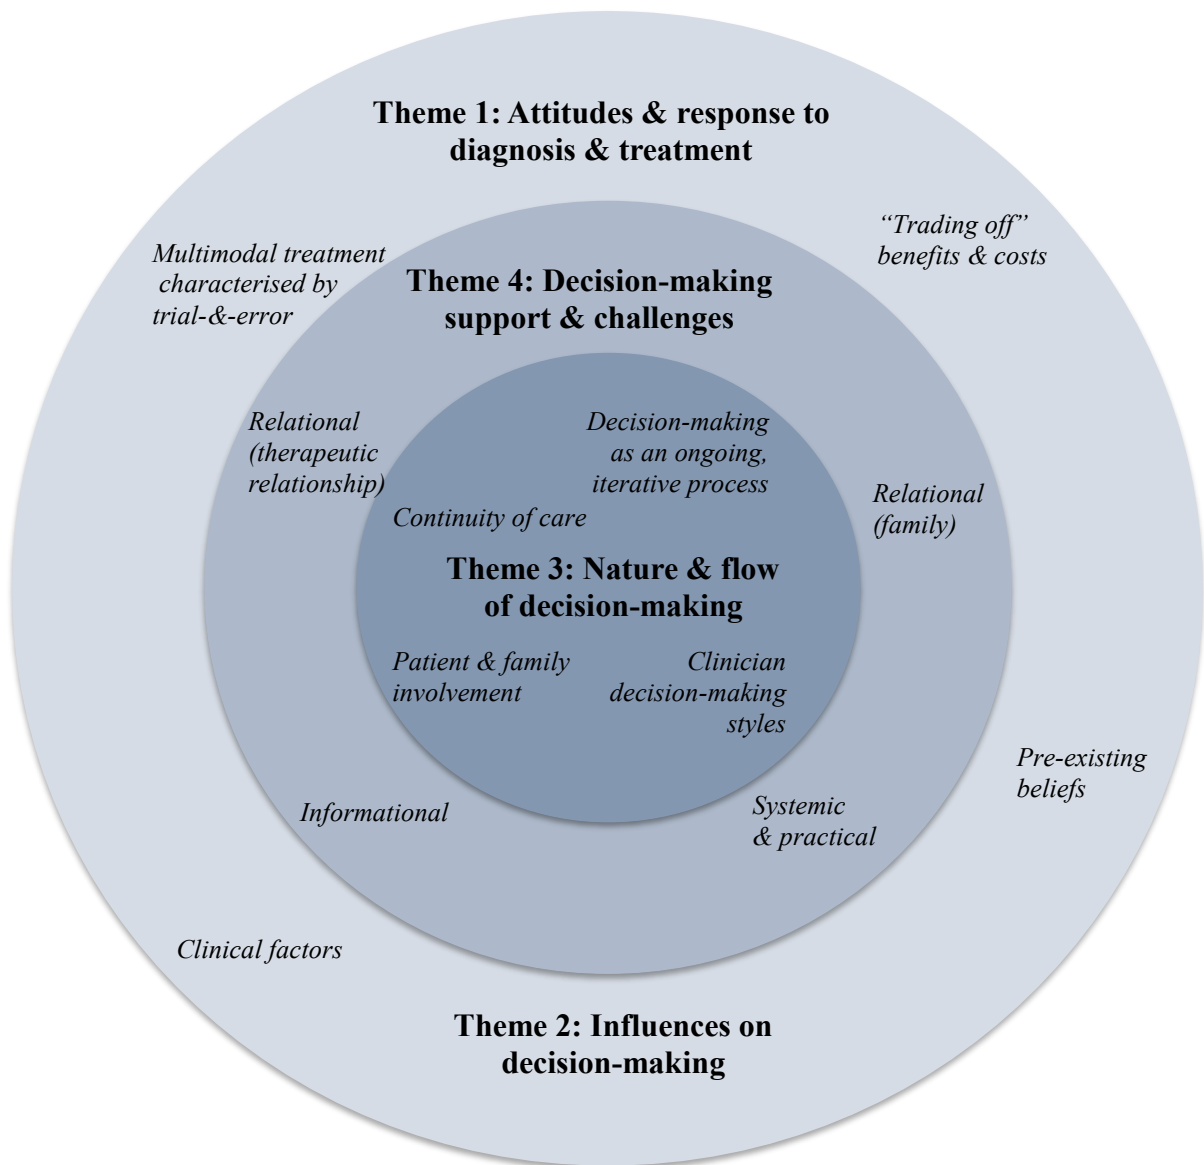 Theme 1: Attitudes & response to
diagnosis & treatment
“Trading off”
benefits & costs
Multimodal treatment
characterised by
trial-&-error
Theme 4: Decision-making
support & challenges
Relational
(therapeutic
relationship)
Decision-making
as an ongoing,
iterative process
Relational
(family)
Continuity of care
Theme 3: Nature & flow
of decision-making
Patient & family
involvement
Clinician
decision-making
styles
Pre-existing
beliefs
Informational
Systemic
& practical
Clinical factors
Theme 2: Influences on
decision-making